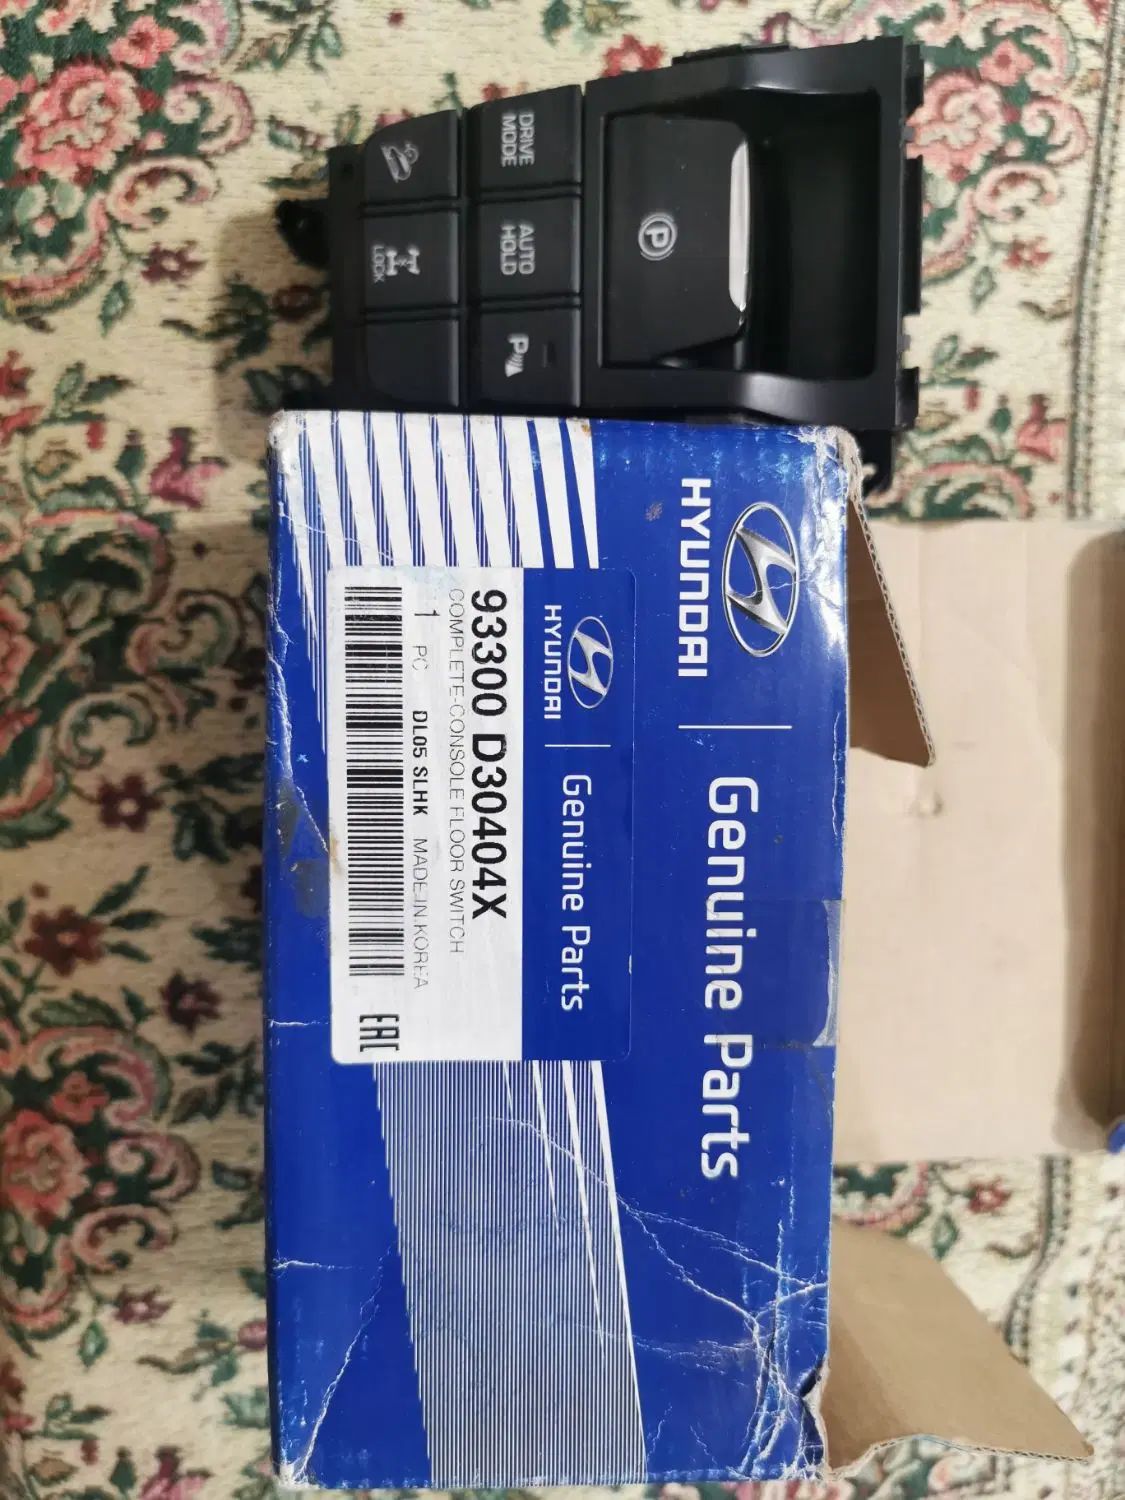 DRIVE
MODE
AUTO
HOLD
P
LOCK
P
HYUNDAI
Genuine Parts
HYUNDAI
Genuine Parts
93300 D30404X
COMPLETE-CONSOLE FLOOR SWITCH
1 PC DL05 SLHK MADE.IN.KOREA
EAC